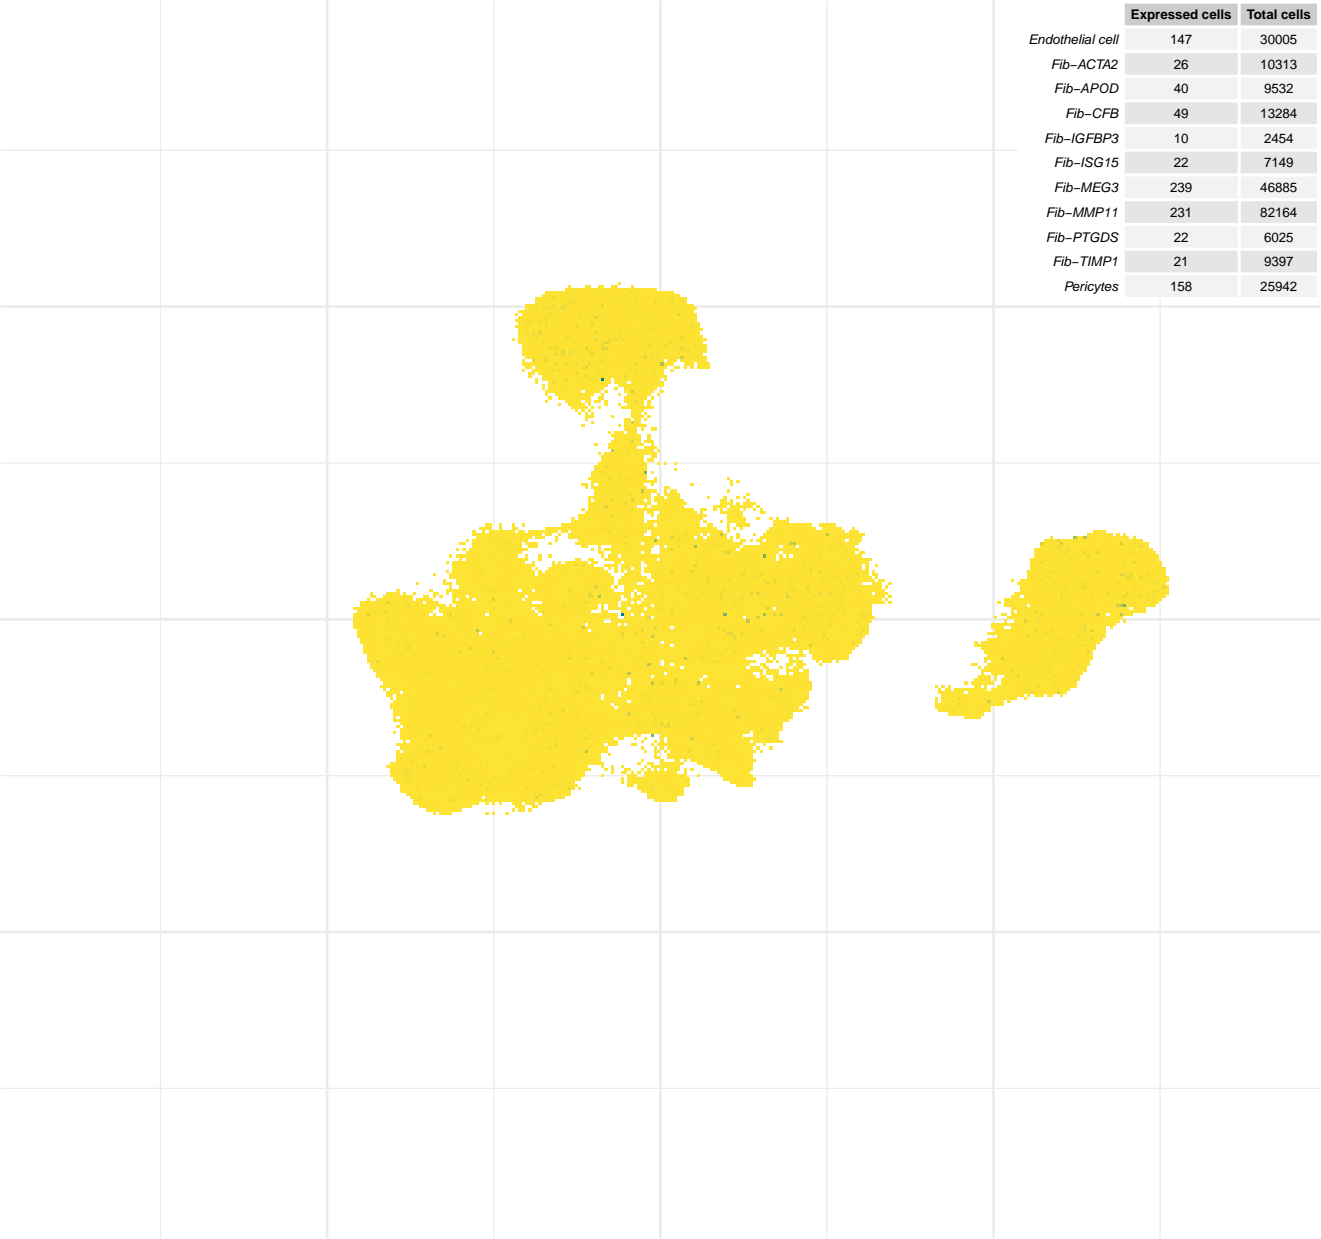 Expressed cells Total cells
Endothelial cell 147 30005
Fib−ACTA2 26 10313
Fib−APOD 40 9532
Fib−CFB 49 13284
Fib−IGFBP3 10 2454
Fib−ISG15 22 7149
Fib−MEG3 239 46885
Fib−MMP11 231 82164
Fib−PTGDS 22 6025
Fib−TIMP1 21 9397
Pericytes 158 25942